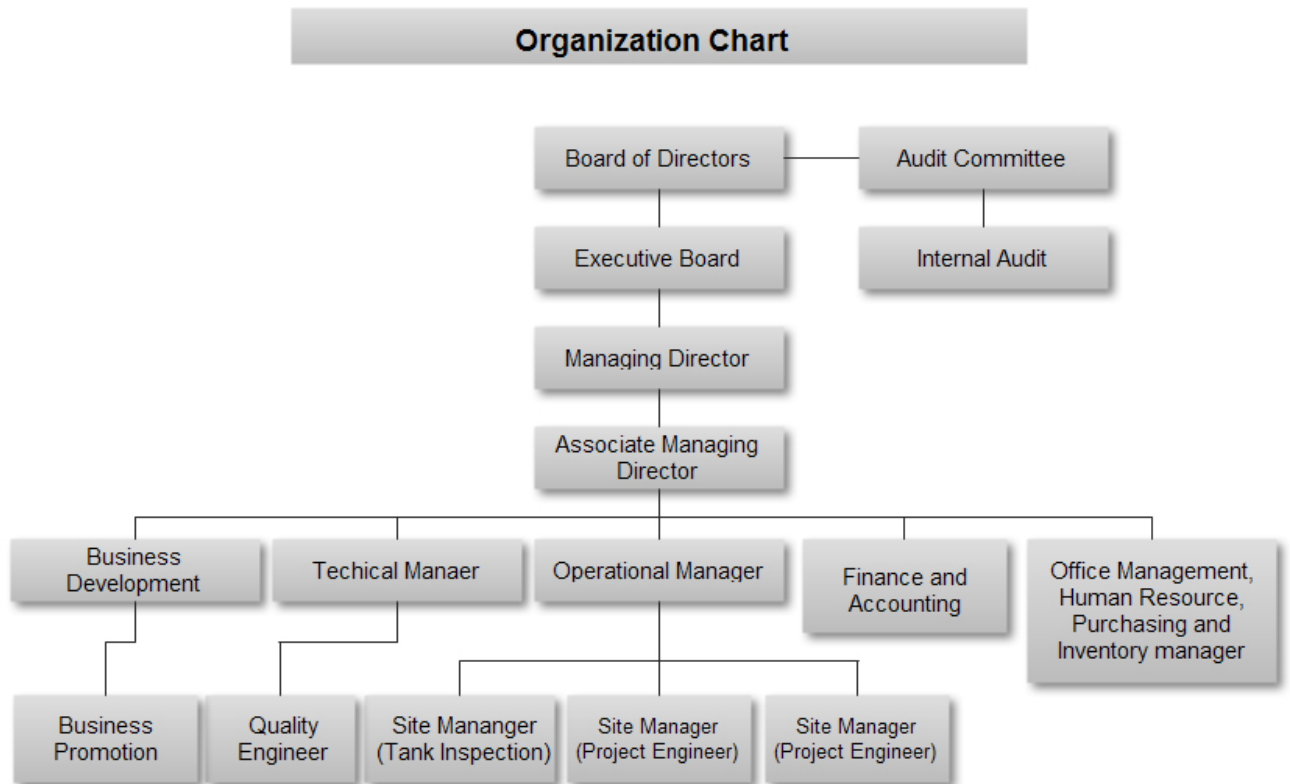 Organization Chart
Board of Directors
Audit Committee
Executive Board
Internal Audit
Managing Director
Associate Managing
Director
Business
Development
Techical Manaer
Operational Manager
Finance and
Accounting
Office Management,
Human Resource,
Purchasing and
Inventory manager
Business
Promotion
Quality
Engineer
Site Mananger
(Tank Inspection)
Site Manager
(Project Engineer)
Site Manager
(Project Engineer)